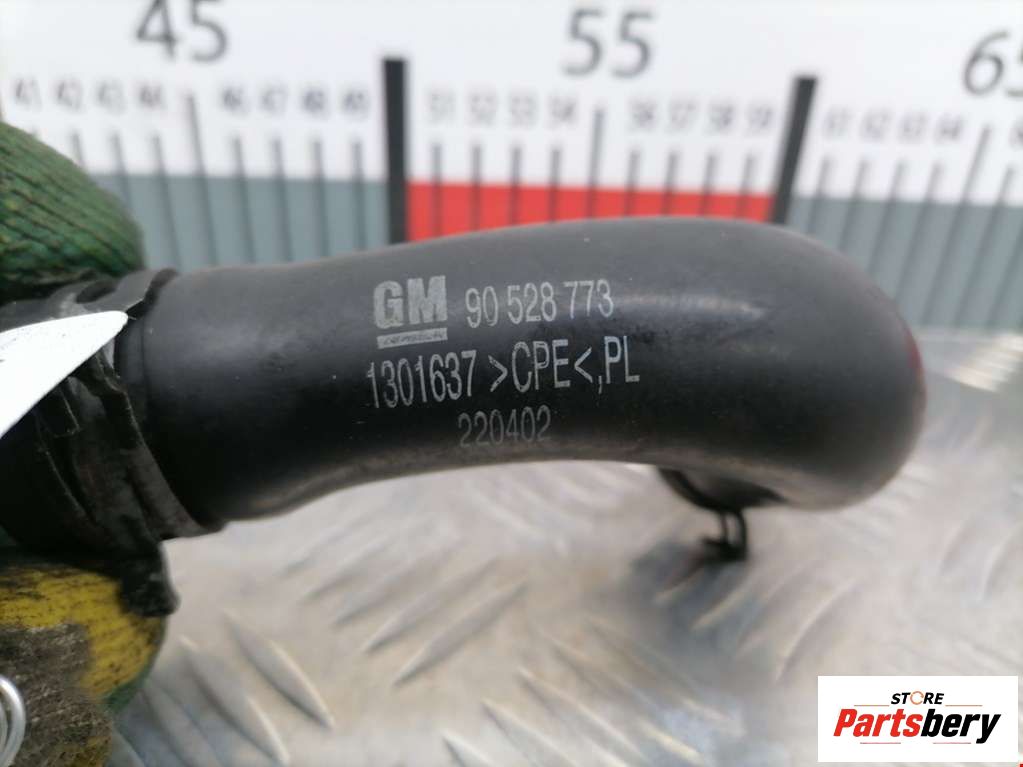 45 55 65
41 42 43 44 46 47 48 49 51 52 53 54 56 57 58 59 61 62 63 64
GM 90 528 773
1301637 >CPE<,PL
220402
STORE
Partsbery